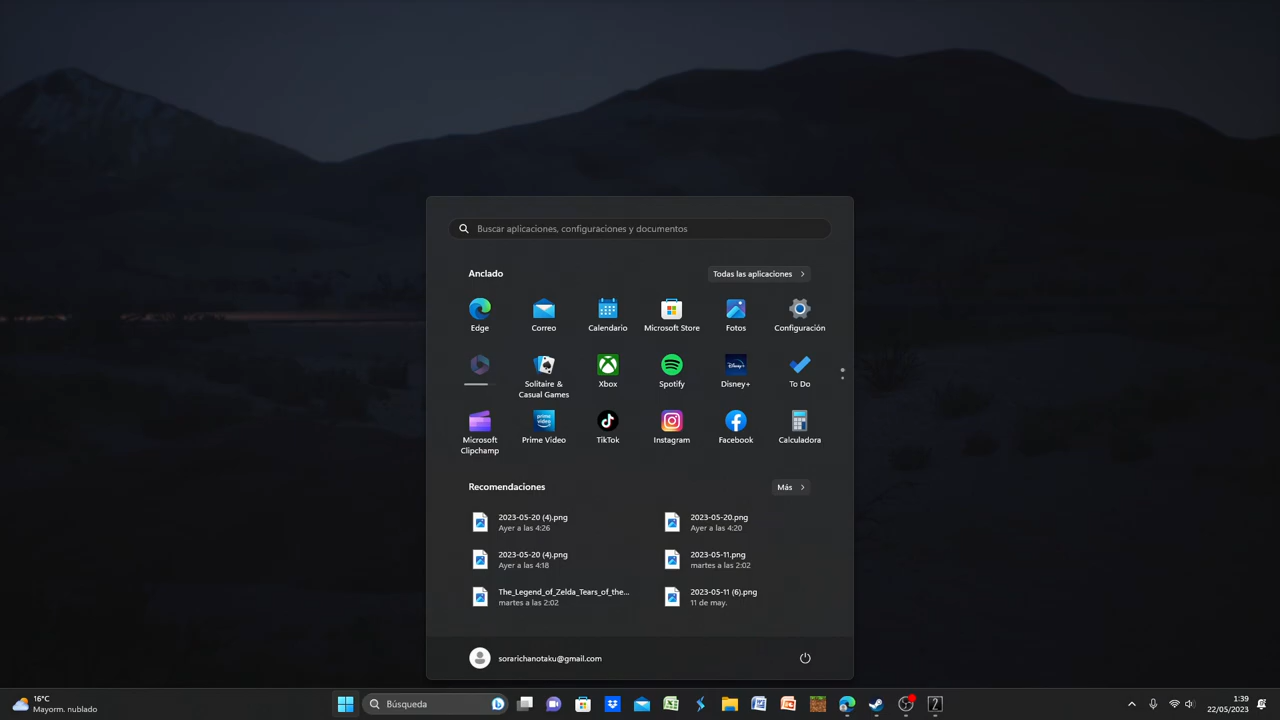 Buscar aplicaciones, configuraciones y documentos
Anclado
Todas las aplicaciones
Edge
Correo
Calendario
Microsoft Store
Fotos
Configuración
Solitaire &
Casual Games
Xbox
Spotify
Disney+
To Do
Microsoft
Clipchamp
Prime Video
TikTok
Instagram
Facebook
Calculadora
Recomendaciones
Más
2023-05-20 (4).png
Ayer a las 4:26
2023-05-20.png
Ayer a las 4:20
2023-05-20 (4).png
Ayer a las 4:18
2023-05-11.png
martes a las 2:02
The_Legend_of_Zelda_Tears_of_the...
martes a las 2:02
2023-05-11 (6).png
11 de may.
sorarichanotaku@gmail.com
16°C
Mayorm. nublado
Búsqueda
1:39
22/05/2023